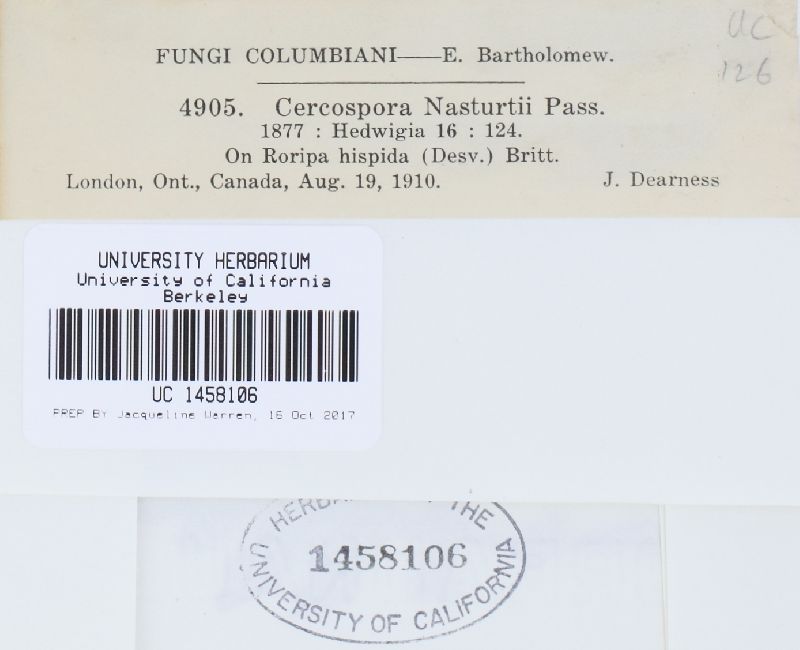 UC
126
FUNGI COLUMBIANI——E. Bartholomew.
4905. Cercospora Nasturtii Pass.
1877 : Hedwigia 16 : 124.
On Roripa hispida (Desv.) Britt.
London, Ont., Canada, Aug. 19, 1910. J. Dearness
UNIVERSITY HERBARIUM
University of California
Berkeley
UC 1458106
PREP BY Jacqueline Warren, 16 Oct 2017
THE
1458106
UNIVERSITY OF CALIFORNIA